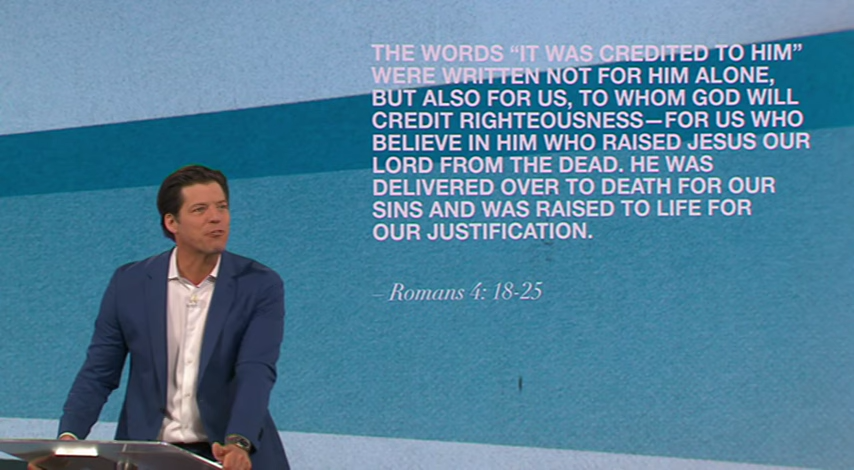 THE WORDS “IT WAS CREDITED TO HIM”
WERE WRITTEN NOT FOR HIM ALONE,
BUT ALSO FOR US, TO WHOM GOD WILL
CREDIT RIGHTEOUSNESS—FOR US WHO
BELIEVE IN HIM WHO RAISED JESUS OUR
LORD FROM THE DEAD. HE WAS
DELIVERED OVER TO DEATH FOR OUR
SINS AND WAS RAISED TO LIFE FOR
OUR JUSTIFICATION.
– Romans 4: 18-25